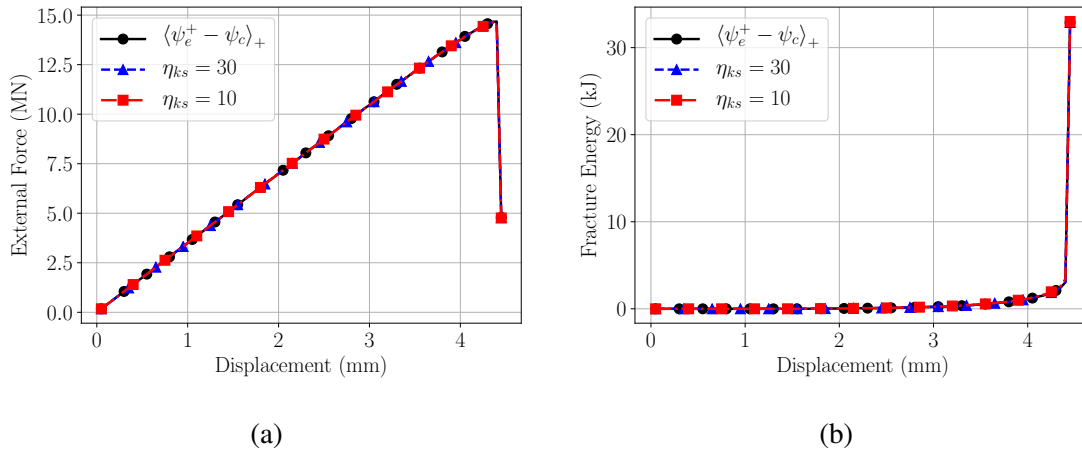 External Force (MN)
15.0
12.5
10.0
7.5
5.0
2.5
0.0
⟨ψ_e^+ − ψ_c⟩_+
η_ks = 30
η_ks = 10
0 1 2 3 4
Displacement (mm)
(a)
Fracture Energy (kJ)
30
20
10
0
⟨ψ_e^+ − ψ_c⟩_+
η_ks = 30
η_ks = 10
0 1 2 3 4
Displacement (mm)
(b)